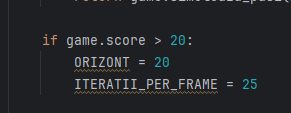 if game.score > 20:
ORIZONT = 20
ITERATII_PER_FRAME = 25